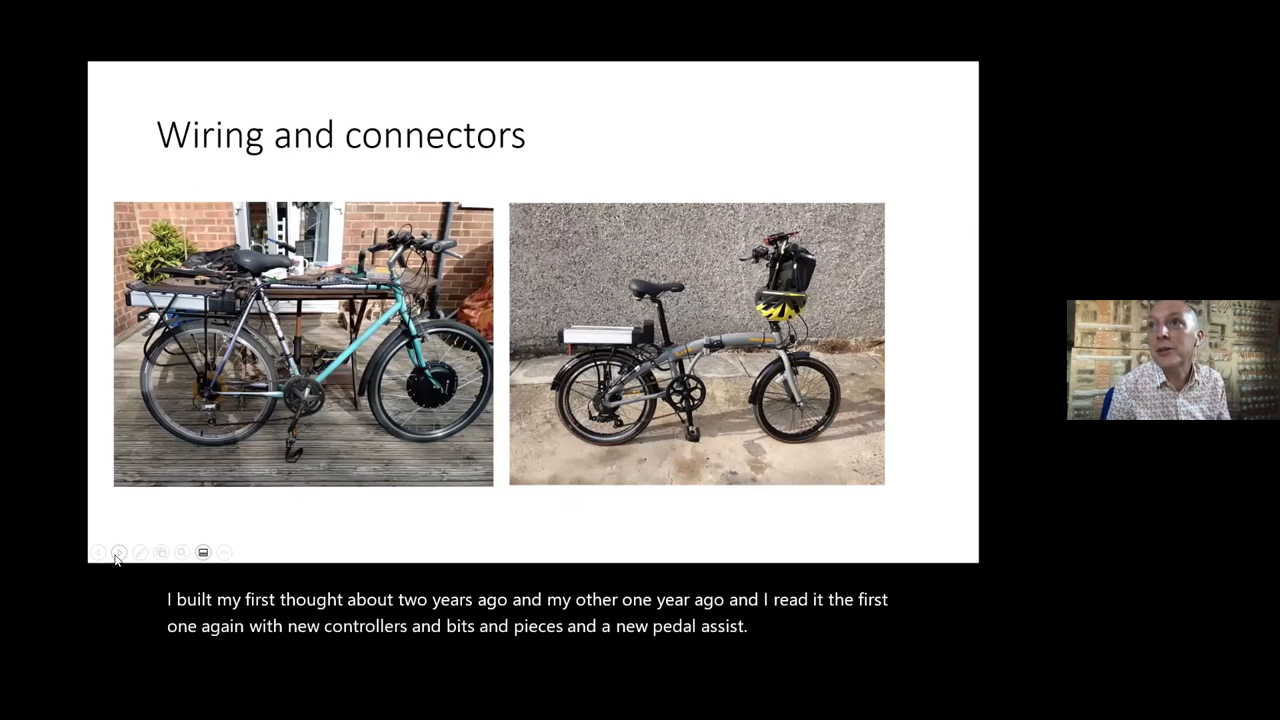 Wiring and connectors
I built my first thought about two years ago and my other one year ago and I read it the first
one again with new controllers and bits and pieces and a new pedal assist.